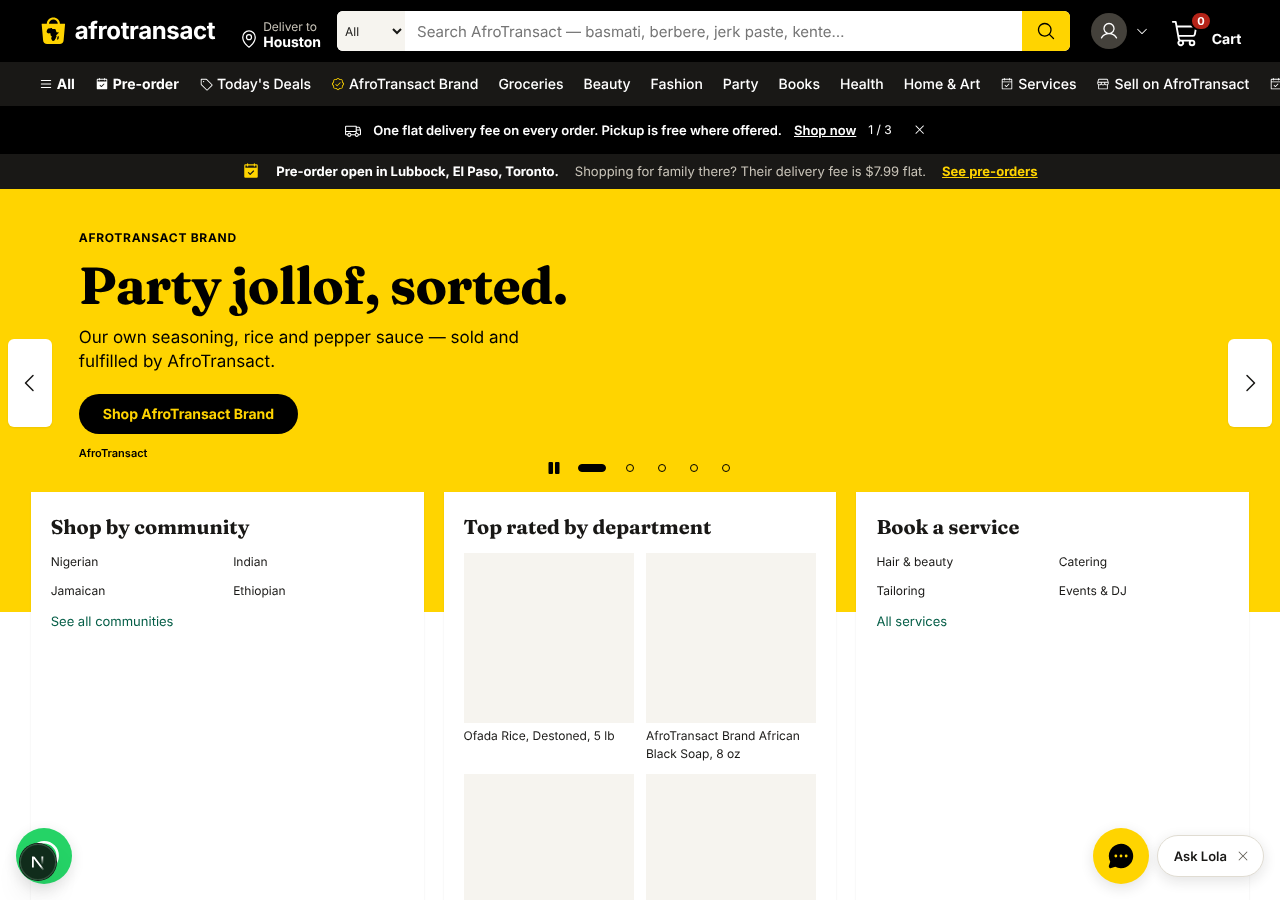 afrotransact
Deliver to
Houston
All
Search AfroTransact — basmati, berbere, jerk paste, kente...
0
Cart
All
Pre-order
Today's Deals
AfroTransact Brand
Groceries
Beauty
Fashion
Party
Books
Health
Home & Art
Services
Sell on AfroTransact
One flat delivery fee on every order. Pickup is free where offered. Shop now 1 / 3
Pre-order open in Lubbock, El Paso, Toronto. Shopping for family there? Their delivery fee is $7.99 flat. See pre-orders
AFROTRANSACT BRAND
Party jollof, sorted.
Our own seasoning, rice and pepper sauce — sold and
fulfilled by AfroTransact.
Shop AfroTransact Brand
AfroTransact
Shop by community
Nigerian
Indian
Jamaican
Ethiopian
See all communities
Top rated by department
Ofada Rice, Destoned, 5 lb
AfroTransact Brand African
Black Soap, 8 oz
Book a service
Hair & beauty
Catering
Tailoring
Events & DJ
All services
N
Ask Lola